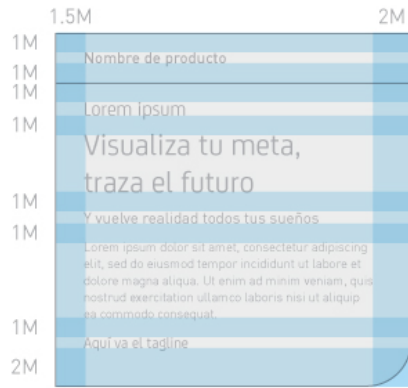 1.5M 2M
1M
Nombre de producto
1M
1M
Lorem ipsum
1M
Visualiza tu meta,
traza el futuro
1M
Y vuelve realidad todos tus sueños
1M
Lorem ipsum dolor sit amet, consectetur adipiscing
elit, sed do eiusmod tempor incididunt ut labore et
dolore magna aliqua. Ut enim ad minim veniam, quis
nostrud exercitation ullamco laboris nisi ut aliquip
ea commodo consequat.
1M
Aquí va el tagline
2M